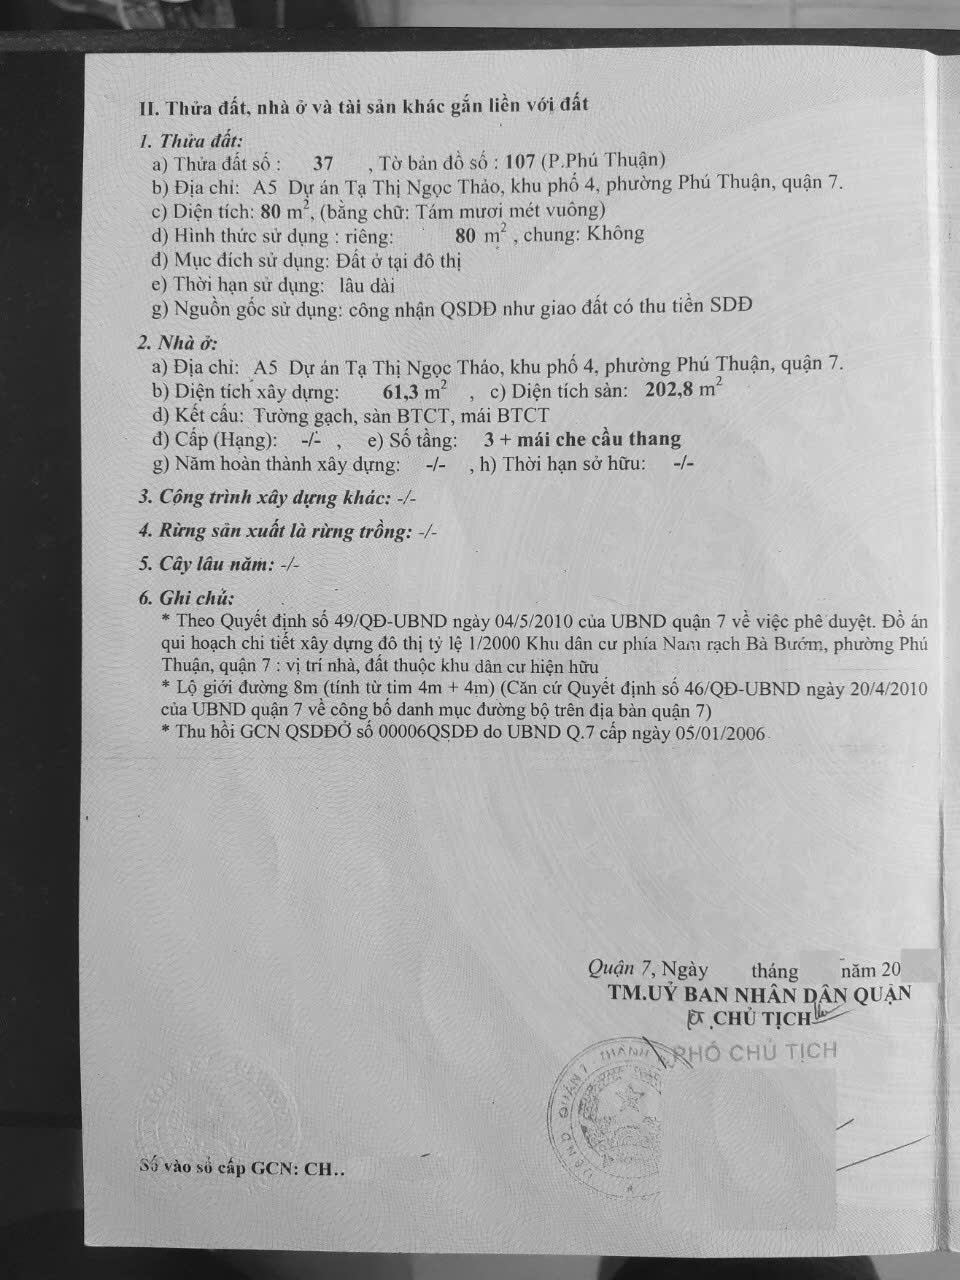 II. Thửa đất, nhà ở và tài sản khác gắn liền với đất
1. Thửa đất:
a) Thửa đất số : 37 , Tờ bản đồ số : 107 (P.Phú Thuận)
b) Địa chỉ: A5 Dự án Tạ Thị Ngọc Thảo, khu phố 4, phường Phú Thuận, quận 7.
c) Diện tích: 80 m², (bằng chữ: Tám mươi mét vuông)
d) Hình thức sử dụng : riêng: 80 m² , chung: Không
đ) Mục đích sử dụng: Đất ở tại đô thị
e) Thời hạn sử dụng: lâu dài
g) Nguồn gốc sử dụng: công nhận QSDĐ như giao đất có thu tiền SDĐ
2. Nhà ở:
a) Địa chỉ: A5 Dự án Tạ Thị Ngọc Thảo, khu phố 4, phường Phú Thuận, quận 7.
b) Diện tích xây dựng: 61,3 m² , c) Diện tích sàn: 202,8 m²
d) Kết cấu: Tường gạch, sàn BTCT, mái BTCT
đ) Cấp (Hạng): -/- , e) Số tầng: 3 + mái che cầu thang
g) Năm hoàn thành xây dựng: -/- , h) Thời hạn sở hữu: -/-
3. Công trình xây dựng khác: -/-
4. Rừng sản xuất là rừng trồng: -/-
5. Cây lâu năm: -/-
6. Ghi chú:
* Theo Quyết định số 49/QĐ-UBND ngày 04/5/2010 của UBND quận 7 về việc phê duyệt. Đồ án
qui hoạch chi tiết xây dựng đô thị tỷ lệ 1/2000 Khu dân cư phía Nam rạch Bà Bướm, phường Phú
Thuận, quận 7 : vị trí nhà, đất thuộc khu dân cư hiện hữu
* Lộ giới đường 8m (tính từ tim 4m + 4m) (Căn cứ Quyết định số 46/QĐ-UBND ngày 20/4/2010
của UBND quận 7 về công bố danh mục đường bộ trên địa bàn quận 7)
* Thu hồi GCN QSDĐỞ số 00006QSDĐ do UBND Q.7 cấp ngày 05/01/2006
Quận 7, Ngày tháng năm 20
TM.UỶ BAN NHÂN DÂN QUẬN
KT .CHỦ TỊCH
PHÓ CHỦ TỊCH
U.B.N.D QUẬN 7 THÀNH
Số vào sổ cấp GCN: CH..